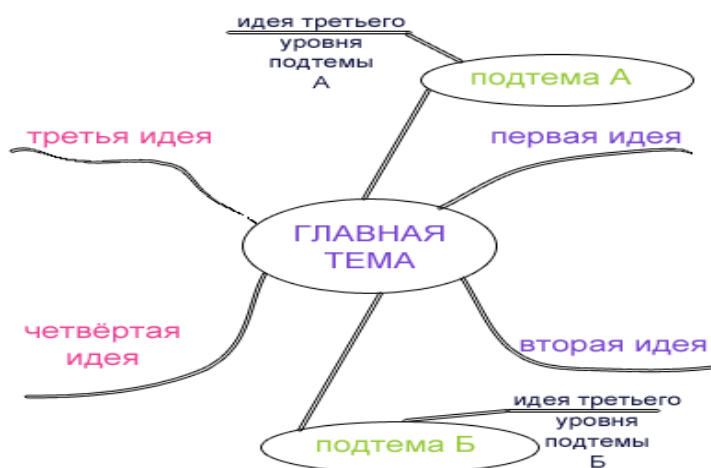 идея третьего
уровня
подтемы
А
подтема А
третья идея
первая идея
ГЛАВНАЯ
ТЕМА
четвёртая
идея
вторая идея
идея третьего
уровня
подтемы
Б
подтема Б